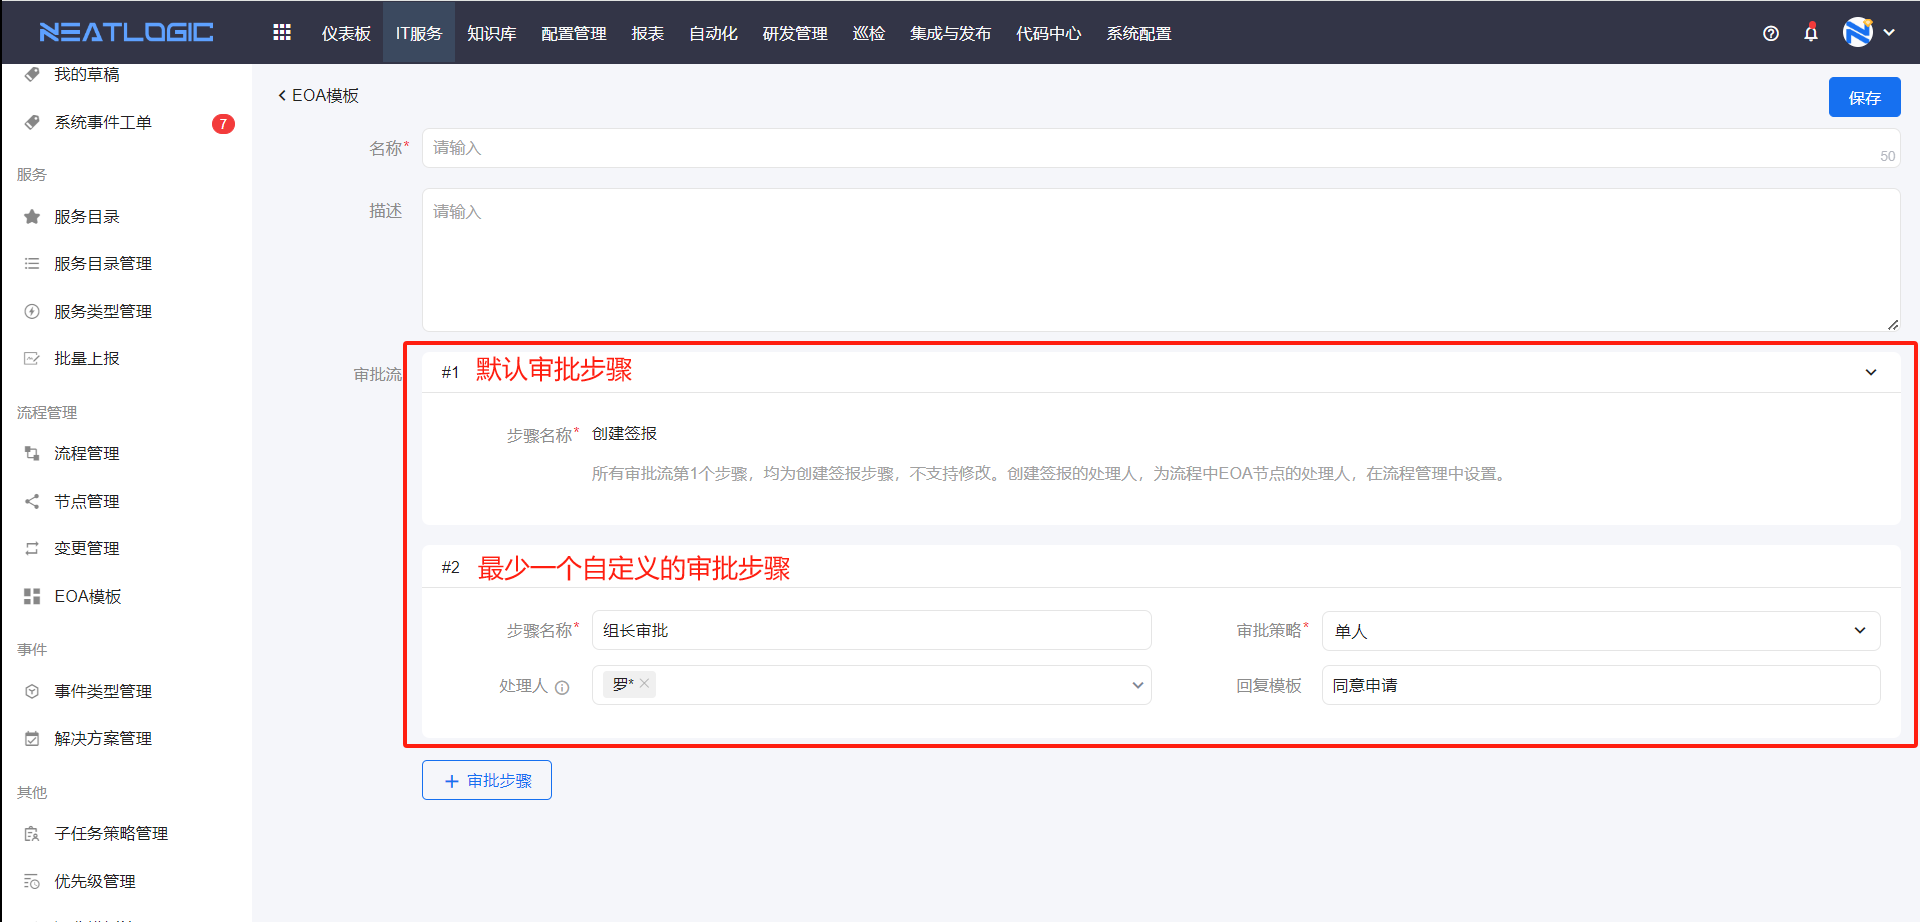 NEATLOGIC
仪表板 IT服务 知识库 配置管理 报表 自动化 研发管理 巡检 集成与发布 代码中心 系统配置
我的草稿
系统事件工单 7
服务
服务目录
服务目录管理
服务类型管理
批量上报
流程管理
流程管理
节点管理
变更管理
EOA模板
事件
事件类型管理
解决方案管理
其他
子任务策略管理
优先级管理
EOA模板
保存
名称* 请输入 50
描述 请输入
审批流 #1 默认审批步骤
步骤名称* 创建签报
所有审批流第1个步骤，均为创建签报步骤，不支持修改。创建签报的处理人，为流程中EOA节点的处理人，在流程管理中设置。
#2 最少一个自定义的审批步骤
步骤名称* 组长审批 审批策略* 单人
处理人 罗* 回复模板 同意申请
+ 审批步骤